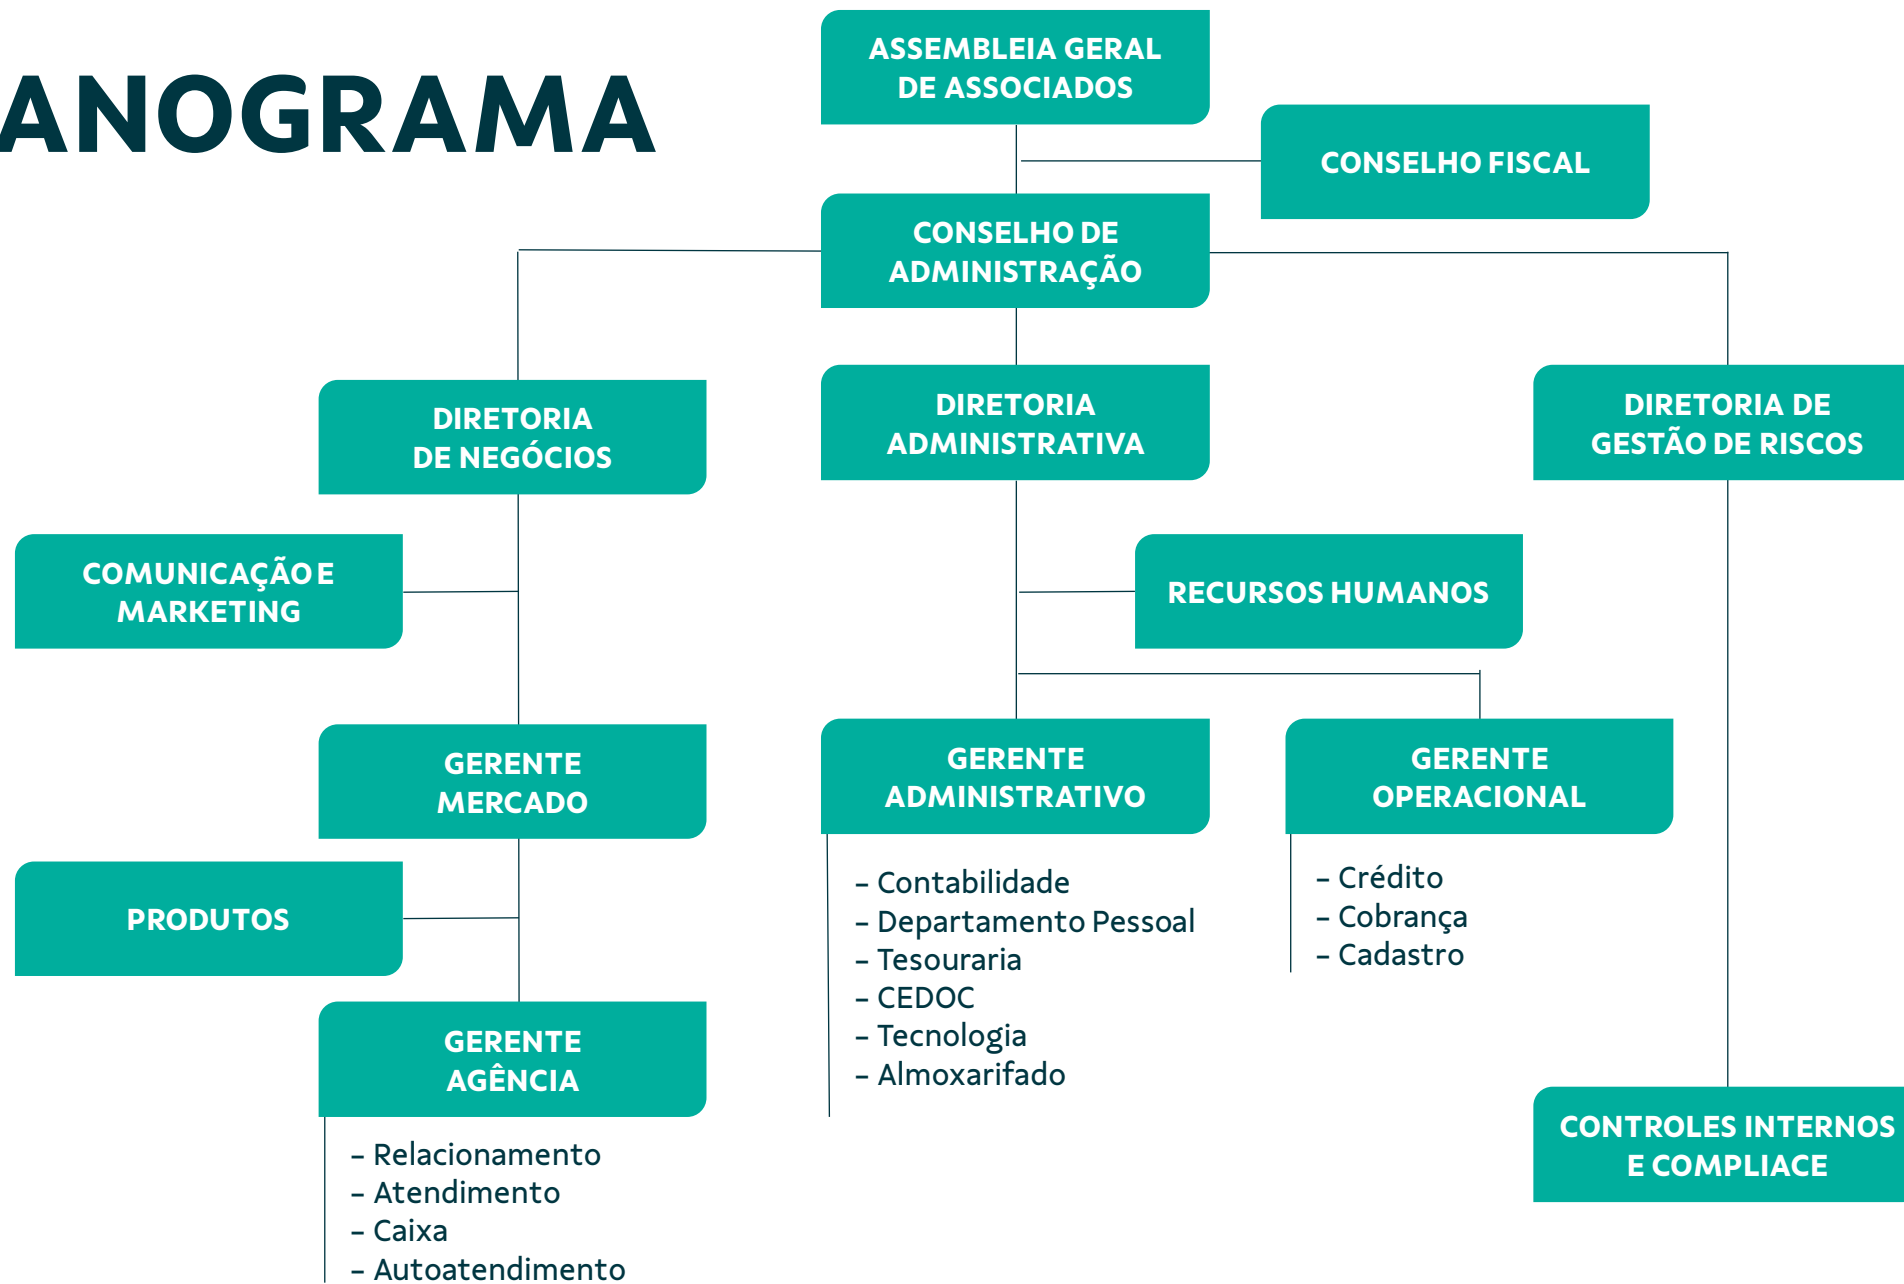 ANOGRAMA
ASSEMBLEIA GERAL
DE ASSOCIADOS
CONSELHO FISCAL
CONSELHO DE
ADMINISTRAÇÃO
DIRETORIA
DE NEGÓCIOS
DIRETORIA
ADMINISTRATIVA
DIRETORIA DE
GESTÃO DE RISCOS
COMUNICAÇÃO E
MARKETING
RECURSOS HUMANOS
GERENTE
MERCADO
GERENTE
ADMINISTRATIVO
GERENTE
OPERACIONAL
PRODUTOS
– Contabilidade
– Departamento Pessoal
– Tesouraria
– CEDOC
– Tecnologia
– Almoxarifado
– Crédito
– Cobrança
– Cadastro
GERENTE
AGÊNCIA
– Relacionamento
– Atendimento
– Caixa
– Autoatendimento
CONTROLES INTERNOS
E COMPLIACE